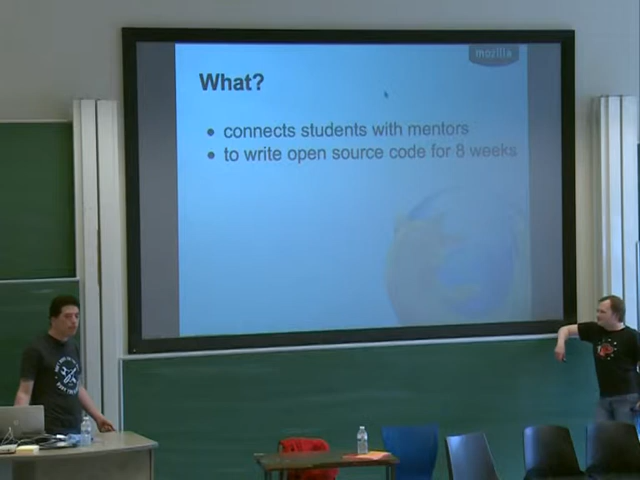 mozilla
What?
• connects students with mentors
• to write open source code for 8 weeks